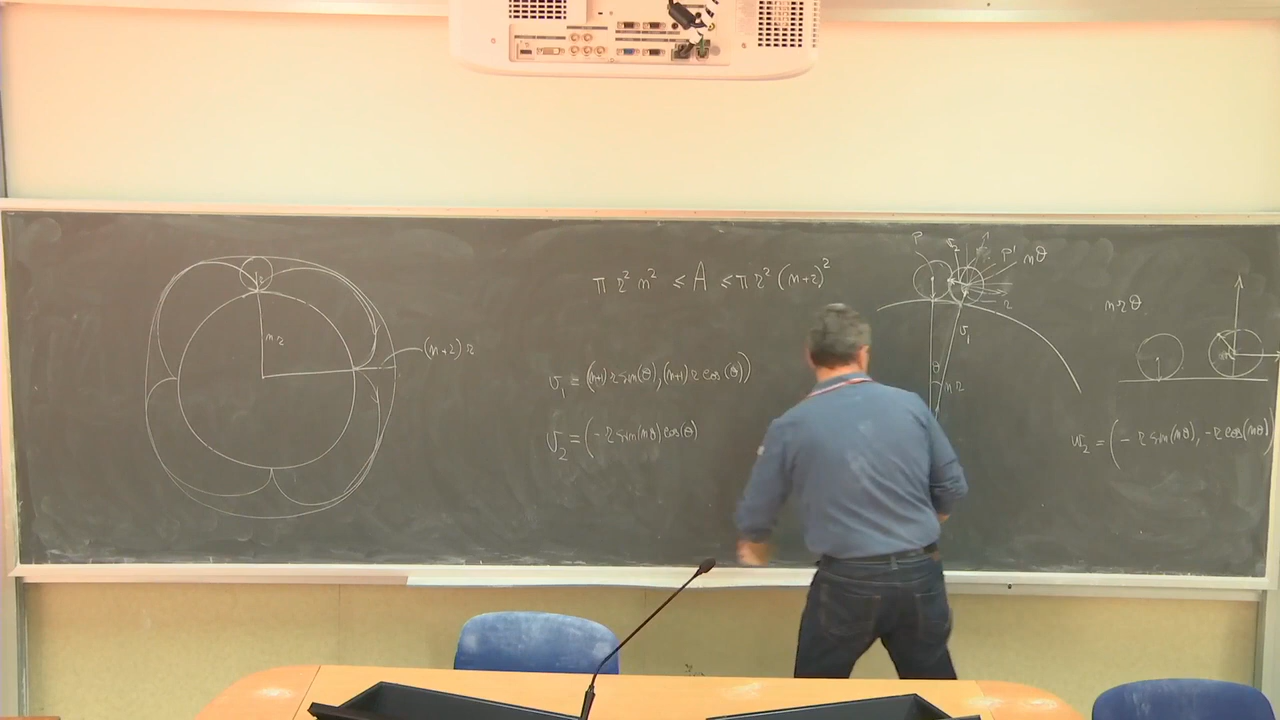 π r² n² ≤ A ≤ π r² (n+2)²
n r
(n+2) r
v₁ = ((n+1) r sin(θ), (n+1) r cos(θ))
v₂ = (- r sin(nθ) cos(θ)
P
v₂
P'
nθ
r
v₁
θ
n r
n r θ
v₂ = (- r sin(nθ), - r cos(nθ))